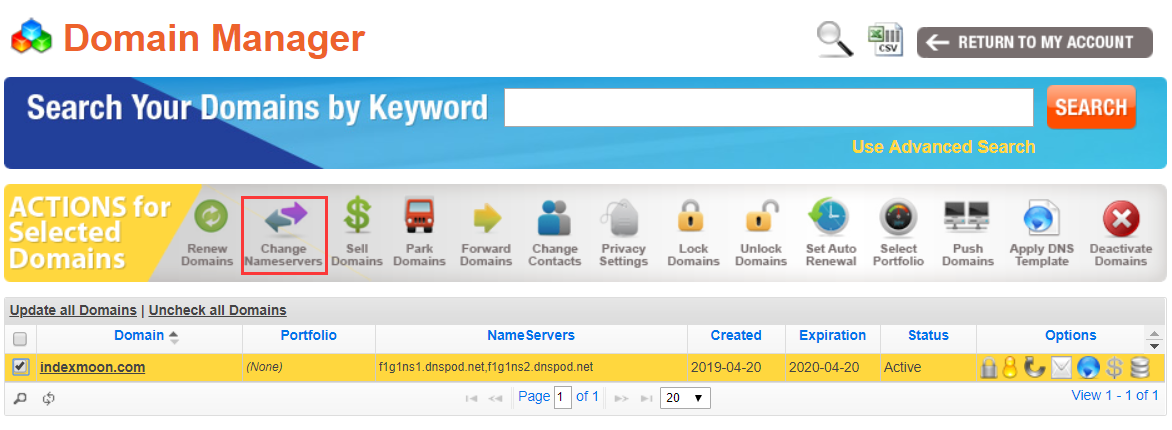 Domain Manager
CSV
RETURN TO MY ACCOUNT
Search Your Domains by Keyword
SEARCH
Use Advanced Search
ACTIONS for
Selected
Domains
Renew
Domains
Change
Nameservers
Sell
Domains
Park
Domains
Forward
Domains
Change
Contacts
Privacy
Settings
Lock
Domains
Unlock
Domains
Set Auto
Renewal
Select
Portfolio
Push
Domains
Apply DNS
Template
Deactivate
Domains
Update all Domains | Uncheck all Domains
Domain Portfolio NameServers Created Expiration Status Options
indexmoon.com (None) f1g1ns1.dnspod.net,f1g1ns2.dnspod.net 2019-04-20 2020-04-20 Active
Page 1 of 1 20 View 1 - 1 of 1